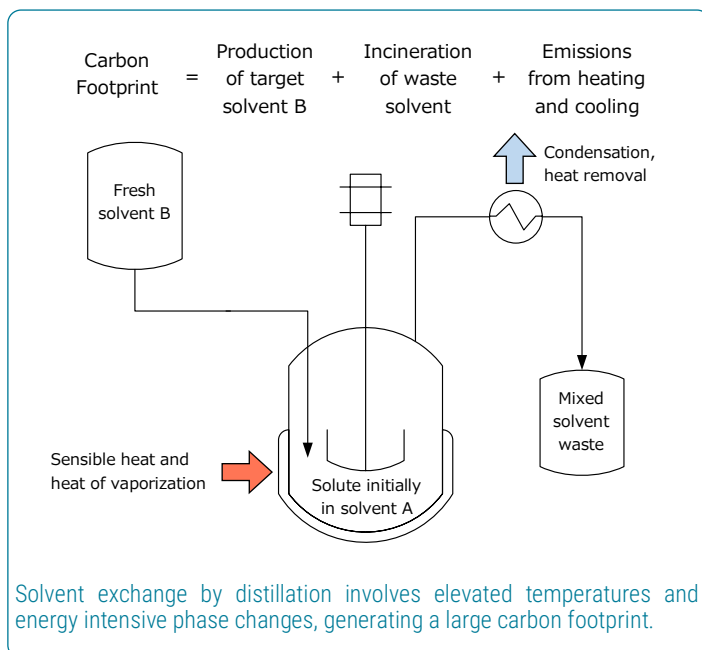 Carbon Footprint = Production of target solvent B + Incineration of waste solvent + Emissions from heating and cooling
Condensation,
heat removal
Fresh
solvent B
Mixed
solvent
waste
Sensible heat and
heat of vaporization
Solute initially
in solvent A
Solvent exchange by distillation involves elevated temperatures and
energy intensive phase changes, generating a large carbon footprint.